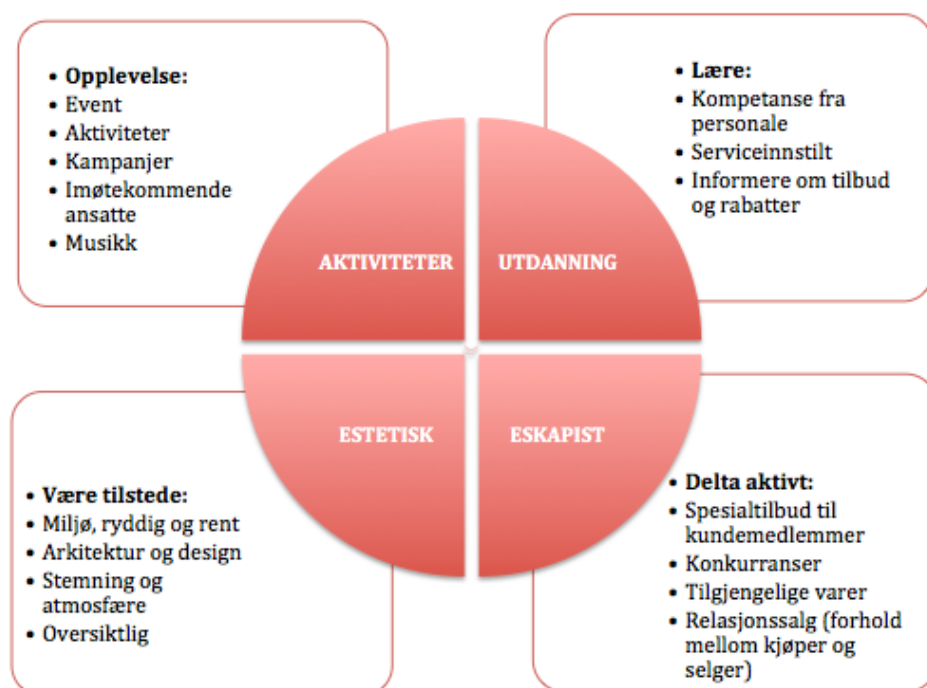 • Opplevelse:
• Event
• Aktiviteter
• Kampanjer
• Imøtekommende
ansatte
• Musikk
• Lære:
• Kompetanse fra
personale
• Serviceinnstilt
• Informere om tilbud
og rabatter
AKTIVITETER
UTDANNING
ESTETISK
ESKAPIST
• Være tilstede:
• Miljø, ryddig og rent
• Arkitektur og design
• Stemning og
atmosfære
• Oversiktlig
• Delta aktivt:
• Spesialtilbud til
kundemedlemmer
• Konkurranser
• Tilgjengelige varer
• Relasjonssalg (forhold
mellom kjøper og
selger)